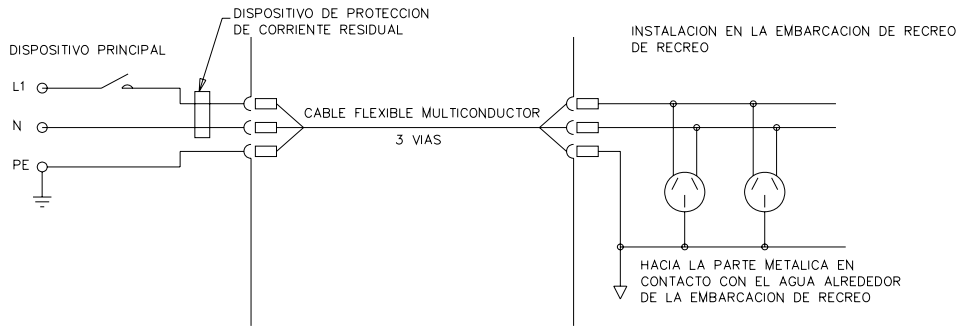 DISPOSITIVO DE PROTECCION
DE CORRIENTE RESIDUAL
INSTALACION EN LA EMBARCACION DE RECREO
DE RECREO
DISPOSITIVO PRINCIPAL
L1
N
PE
CABLE FLEXIBLE MULTICONDUCTOR
3 VIAS
HACIA LA PARTE METALICA EN
CONTACTO CON EL AGUA ALREDEDOR
DE LA EMBARCACION DE RECREO